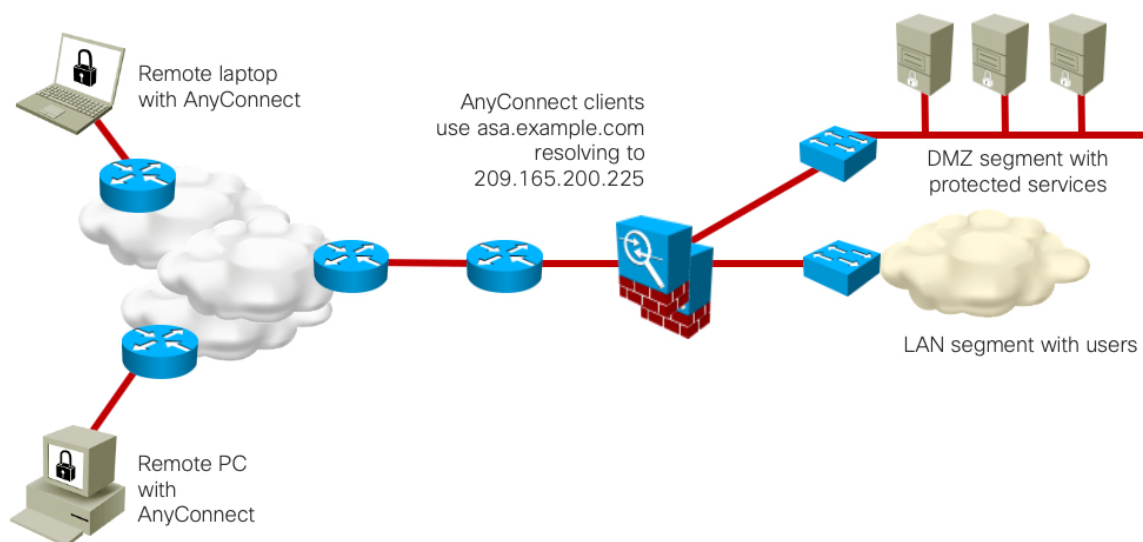 Remote laptop
with AnyConnect
AnyConnect clients
use asa.example.com
resolving to
209.165.200.225
DMZ segment with
protected services
LAN segment with users
Remote PC
with
AnyConnect